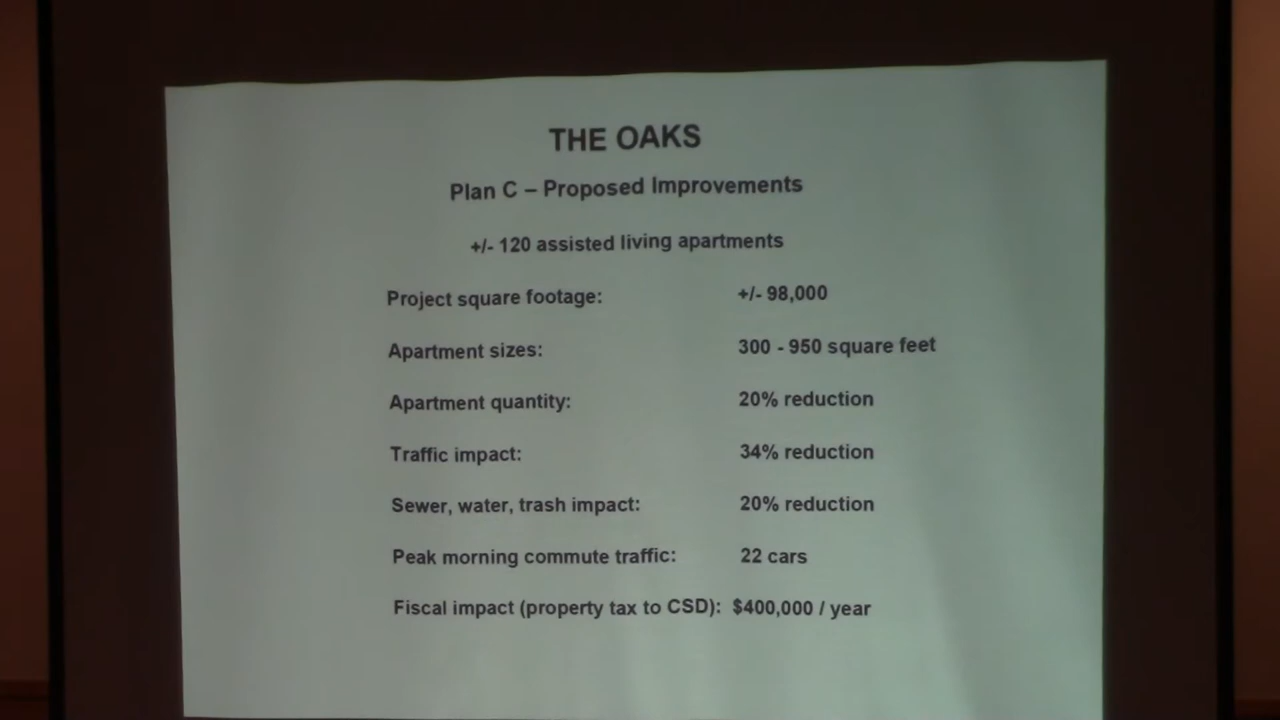 THE OAKS
Plan C – Proposed Improvements
+/- 120 assisted living apartments
Project square footage: +/- 98,000
Apartment sizes: 300 - 950 square feet
Apartment quantity: 20% reduction
Traffic impact: 34% reduction
Sewer, water, trash impact: 20% reduction
Peak morning commute traffic: 22 cars
Fiscal impact (property tax to CSD): $400,000 / year